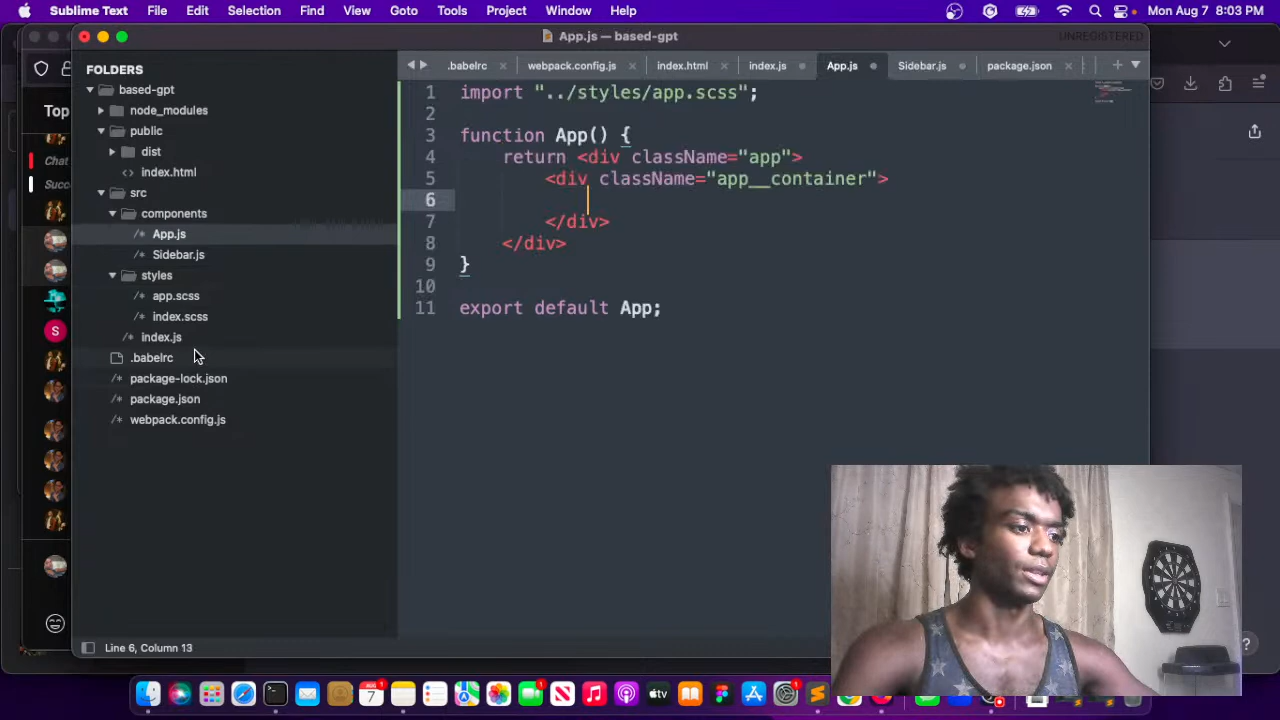 Sublime Text File Edit Selection Find View Goto Tools Project Window Help Mon Aug 7 8:03 PM
App.js — based-gpt UNREGISTERED
FOLDERS
based-gpt
node_modules
public
dist
index.html
src
components
App.js
Sidebar.js
styles
app.scss
index.scss
index.js
.babelrc
package-lock.json
package.json
webpack.config.js
Top
Chat
Succ
S
.babelrc webpack.config.js index.html index.js App.js Sidebar.js package.json
1 import "../styles/app.scss";
2
3 function App() {
4 return <div className="app">
5 <div className="app__container">
6
7 </div>
8 </div>
9 }
10
11 export default App;
Line 6, Column 13